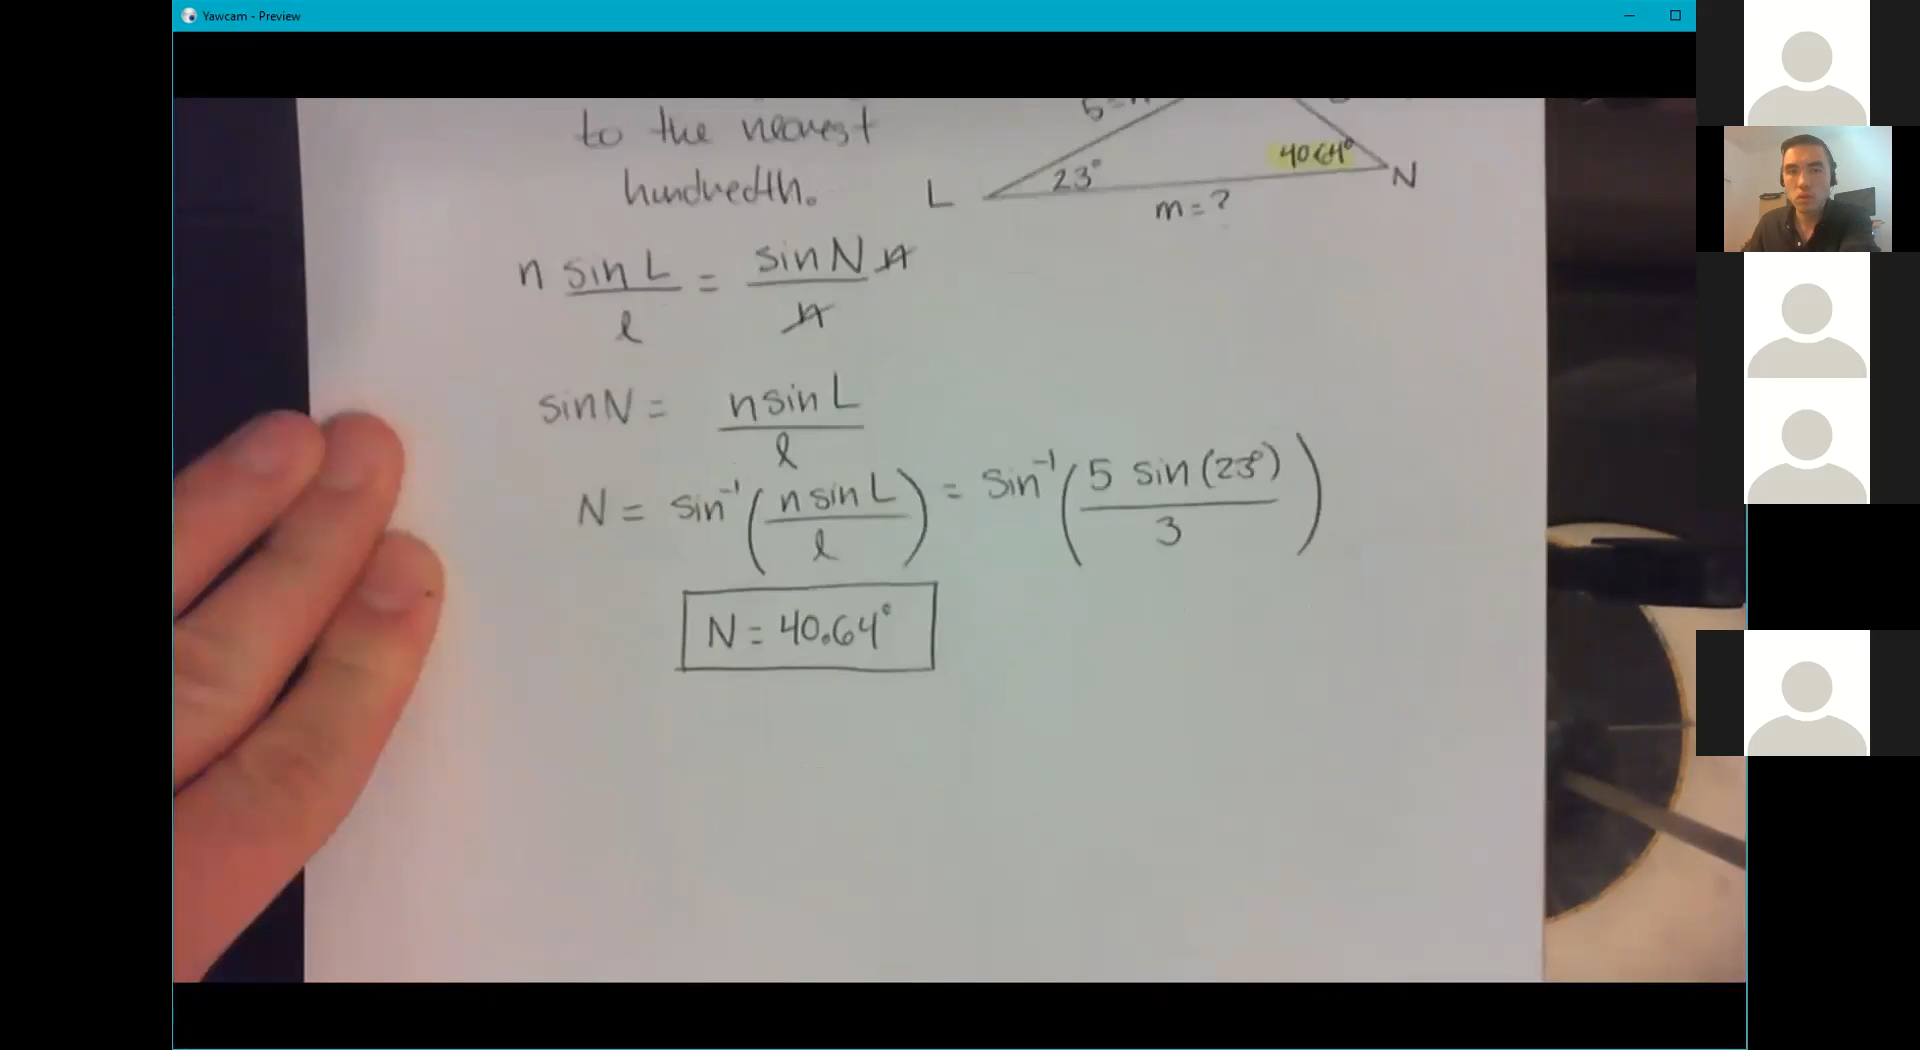 Yawcam - Preview
to the nearest
hundredth.
5 =
23°
40.64°
L
N
m = ?
n sin L / l = sin N n / n
sin N = n sin L / l
N = sin⁻¹ ( n sin L / l ) = sin⁻¹ ( 5 sin (23°) / 3 )
N = 40.64°